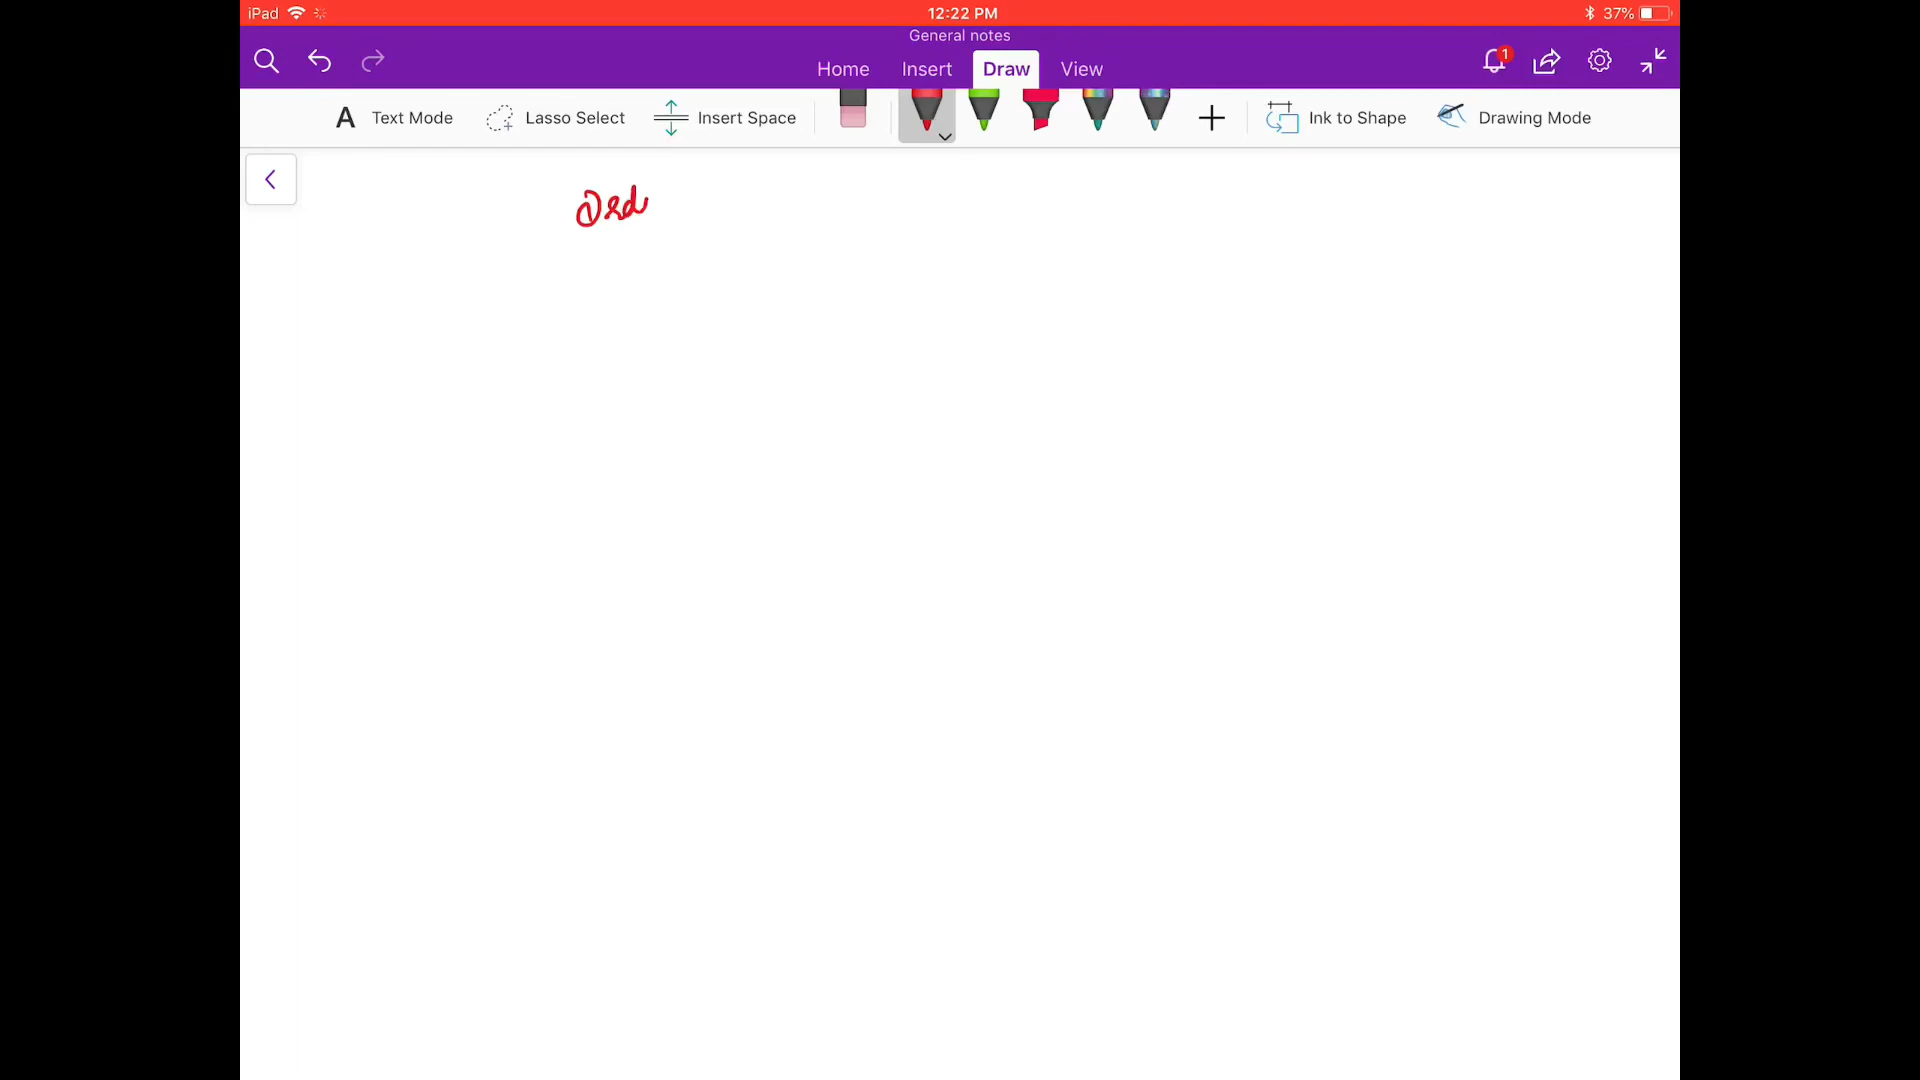 iPad 12:22 PM 37%
General notes
Home Insert Draw View 1
A Text Mode Lasso Select Insert Space Ink to Shape Drawing Mode